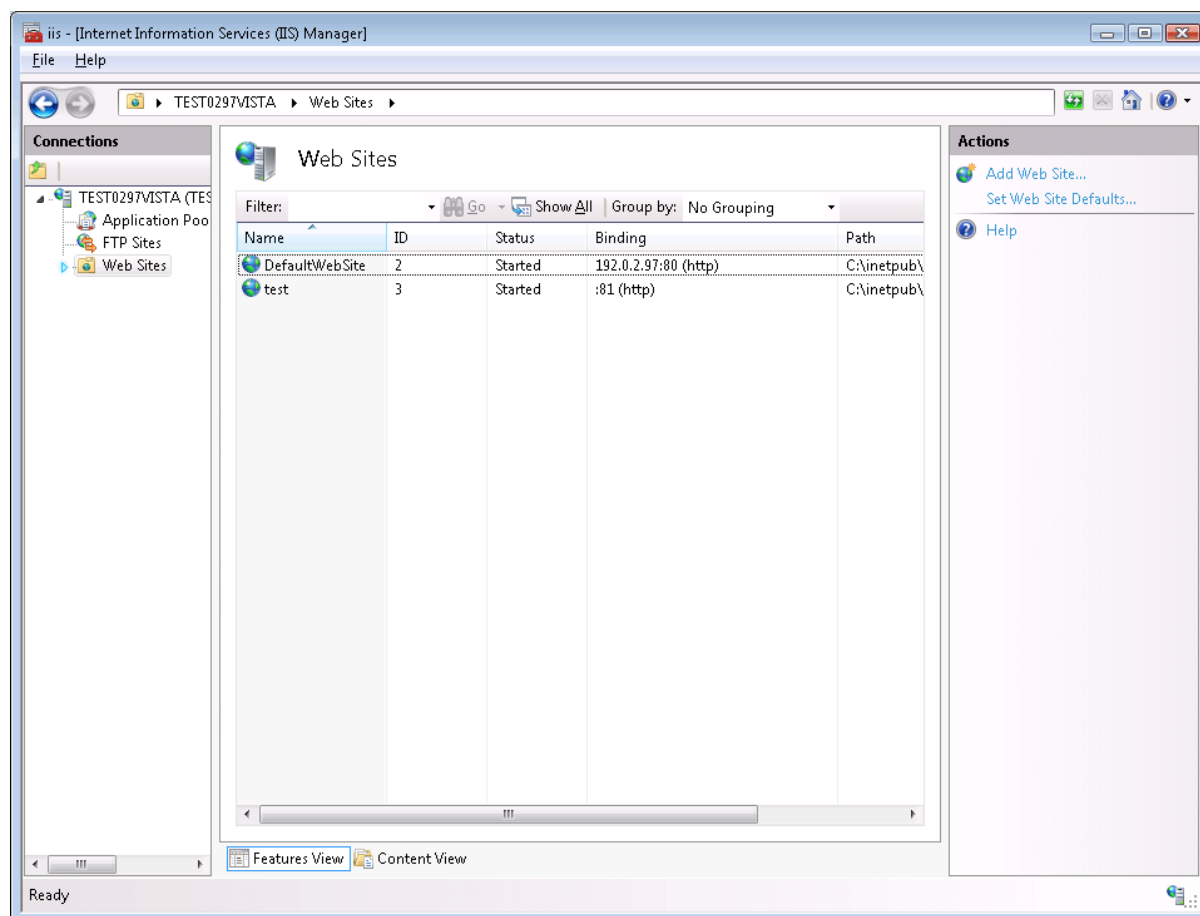 iis - [Internet Information Services (IIS) Manager]
File Help
TEST0297VISTA Web Sites
Connections
TEST0297VISTA (TES
Application Poo
FTP Sites
Web Sites
Web Sites
Filter: Go Show All Group by: No Grouping
Name ID Status Binding Path
DefaultWebSite 2 Started 192.0.2.97:80 (http) C:\inetpub\
test 3 Started :81 (http) C:\inetpub\
Features View Content View
Actions
Add Web Site...
Set Web Site Defaults...
Help
Ready